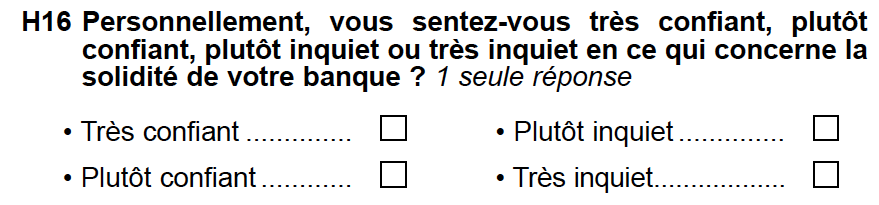 H16 Personnellement, vous sentez-vous très confiant, plutôt
confiant, plutôt inquiet ou très inquiet en ce qui concerne la
solidité de votre banque ? 1 seule réponse
• Très confiant .............. ☐
• Plutôt confiant ............ ☐
• Plutôt inquiet .............. ☐
• Très inquiet.................. ☐